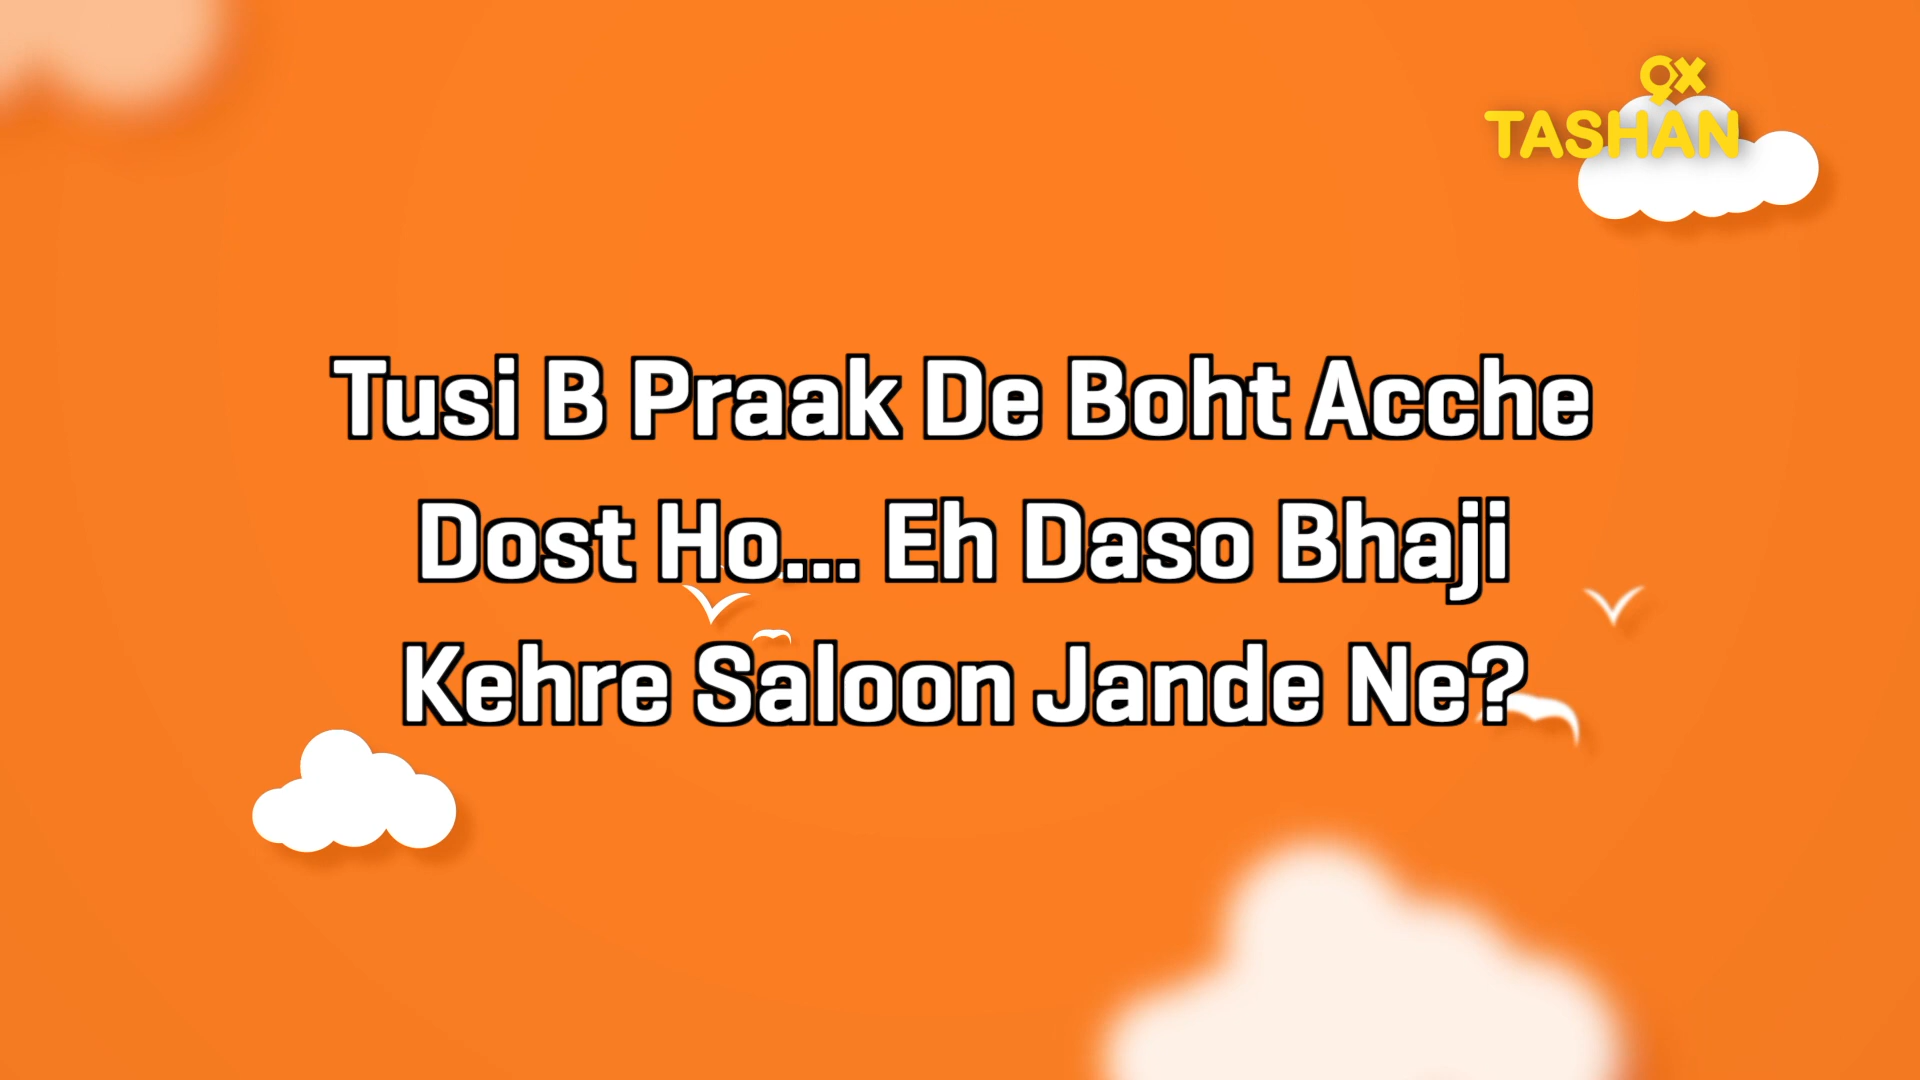 9X
TASHAN
Tusi B Praak De Boht Acche
Dost Ho... Eh Daso Bhaji
Kehre Saloon Jande Ne?